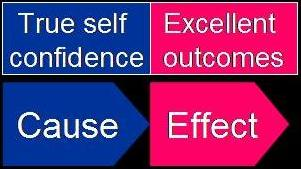 True self
confidence
Excellent
outcomes
Cause
Effect